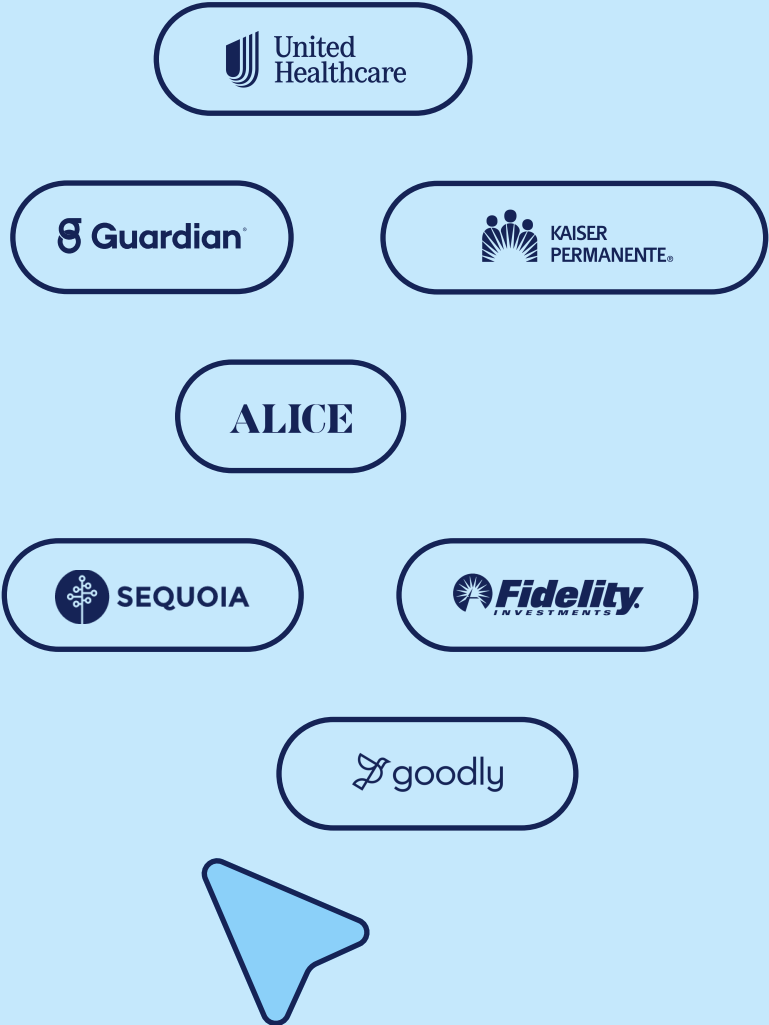 United
Healthcare
Guardian®
KAISER
PERMANENTE®
ALICE
SEQUOIA
Fidelity
INVESTMENTS
goodly